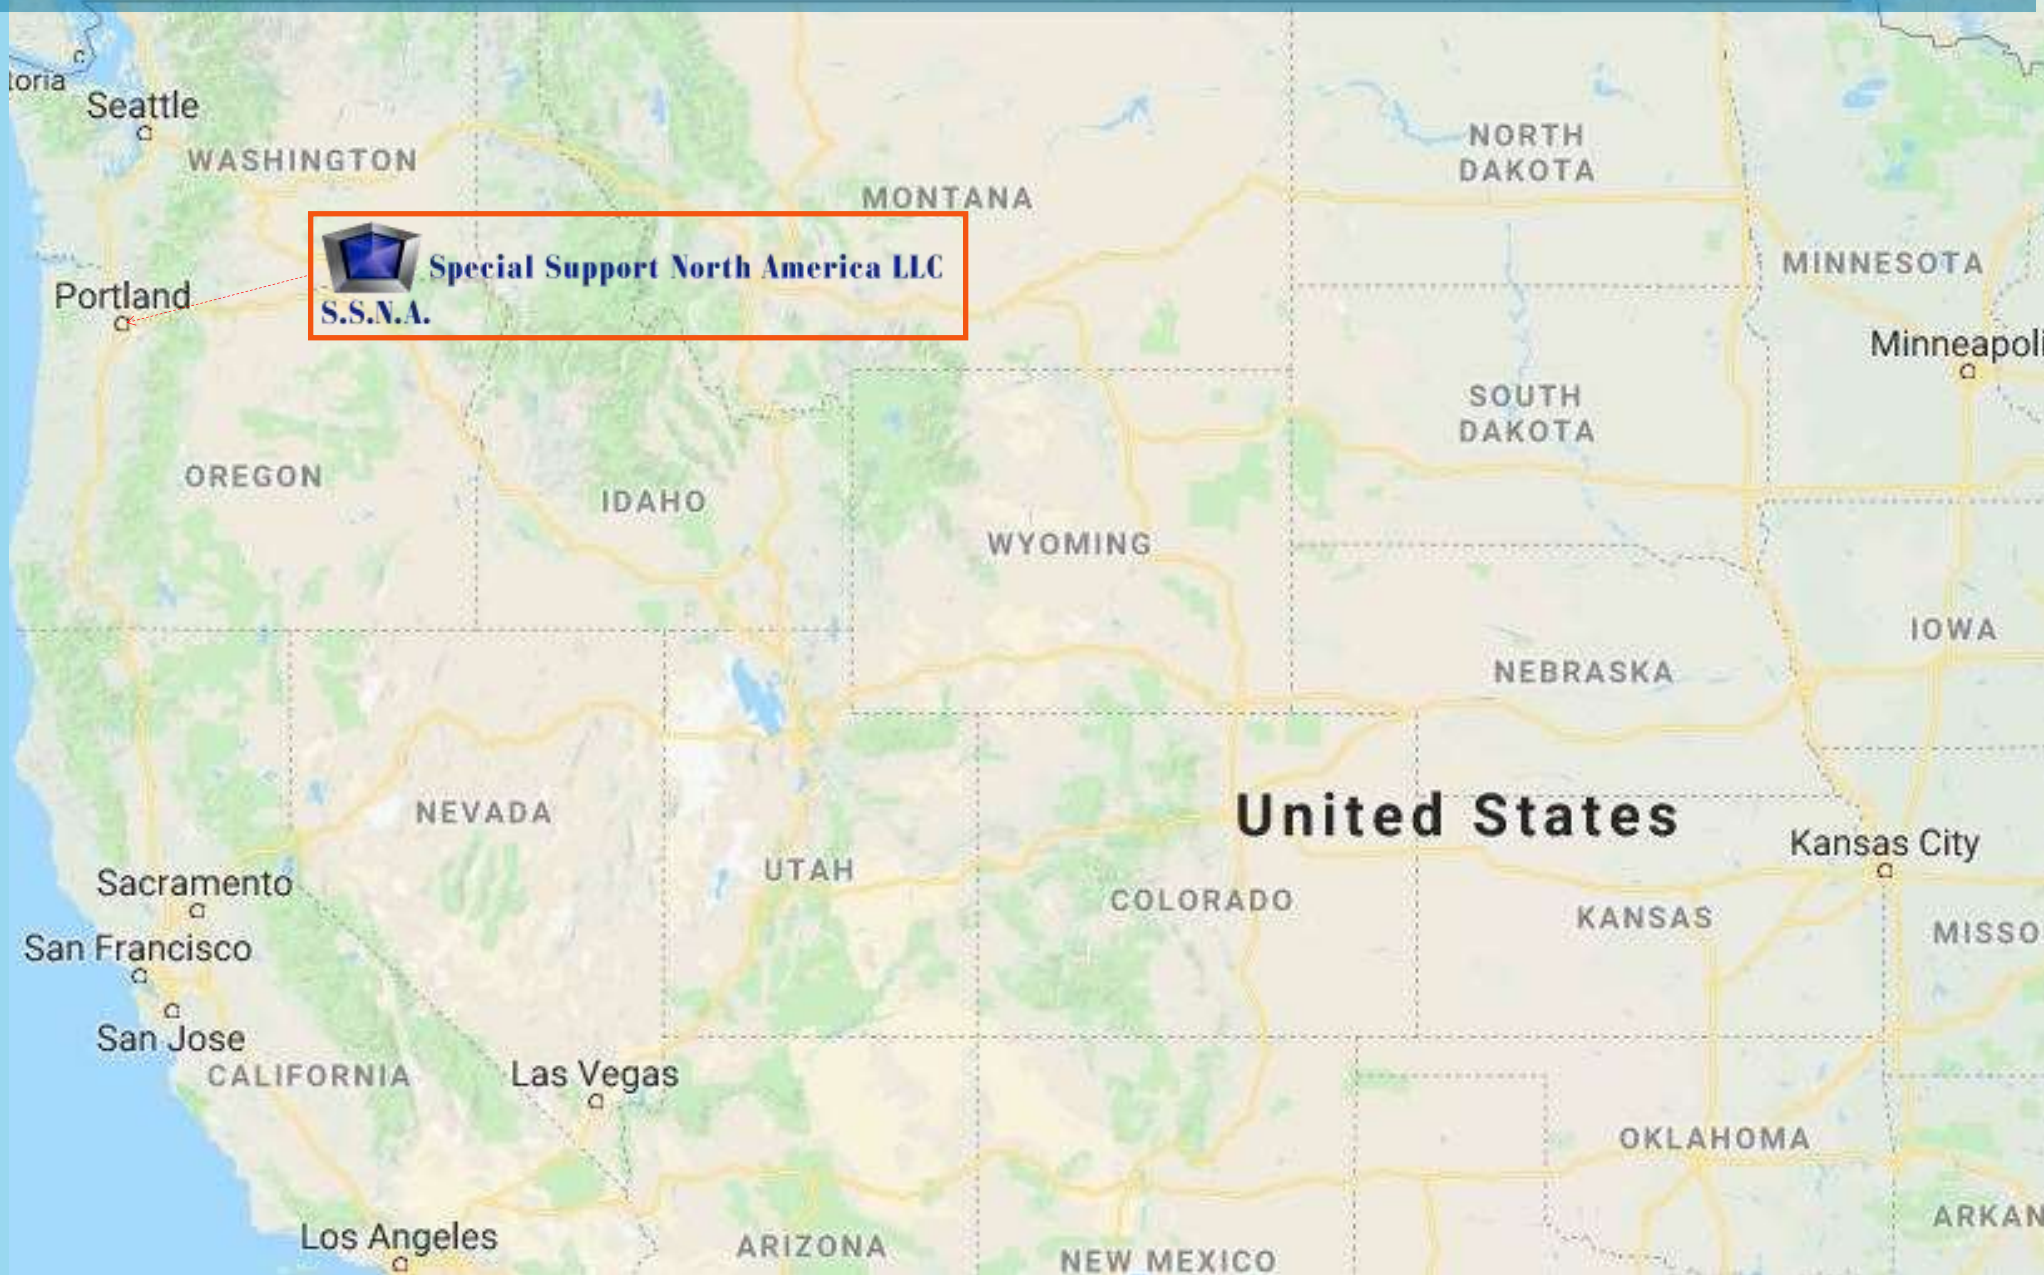 toria
Seattle
WASHINGTON
MONTANA
NORTH
DAKOTA
MINNESOTA
Special Support North America LLC
S.S.N.A.
Portland
Minneapoli
SOUTH
DAKOTA
OREGON
IDAHO
WYOMING
IOWA
NEBRASKA
NEVADA
United States
Kansas City
UTAH
Sacramento
COLORADO
KANSAS
MISSO
San Francisco
San Jose
CALIFORNIA
Las Vegas
OKLAHOMA
ARKAN
Los Angeles
ARIZONA
NEW MEXICO